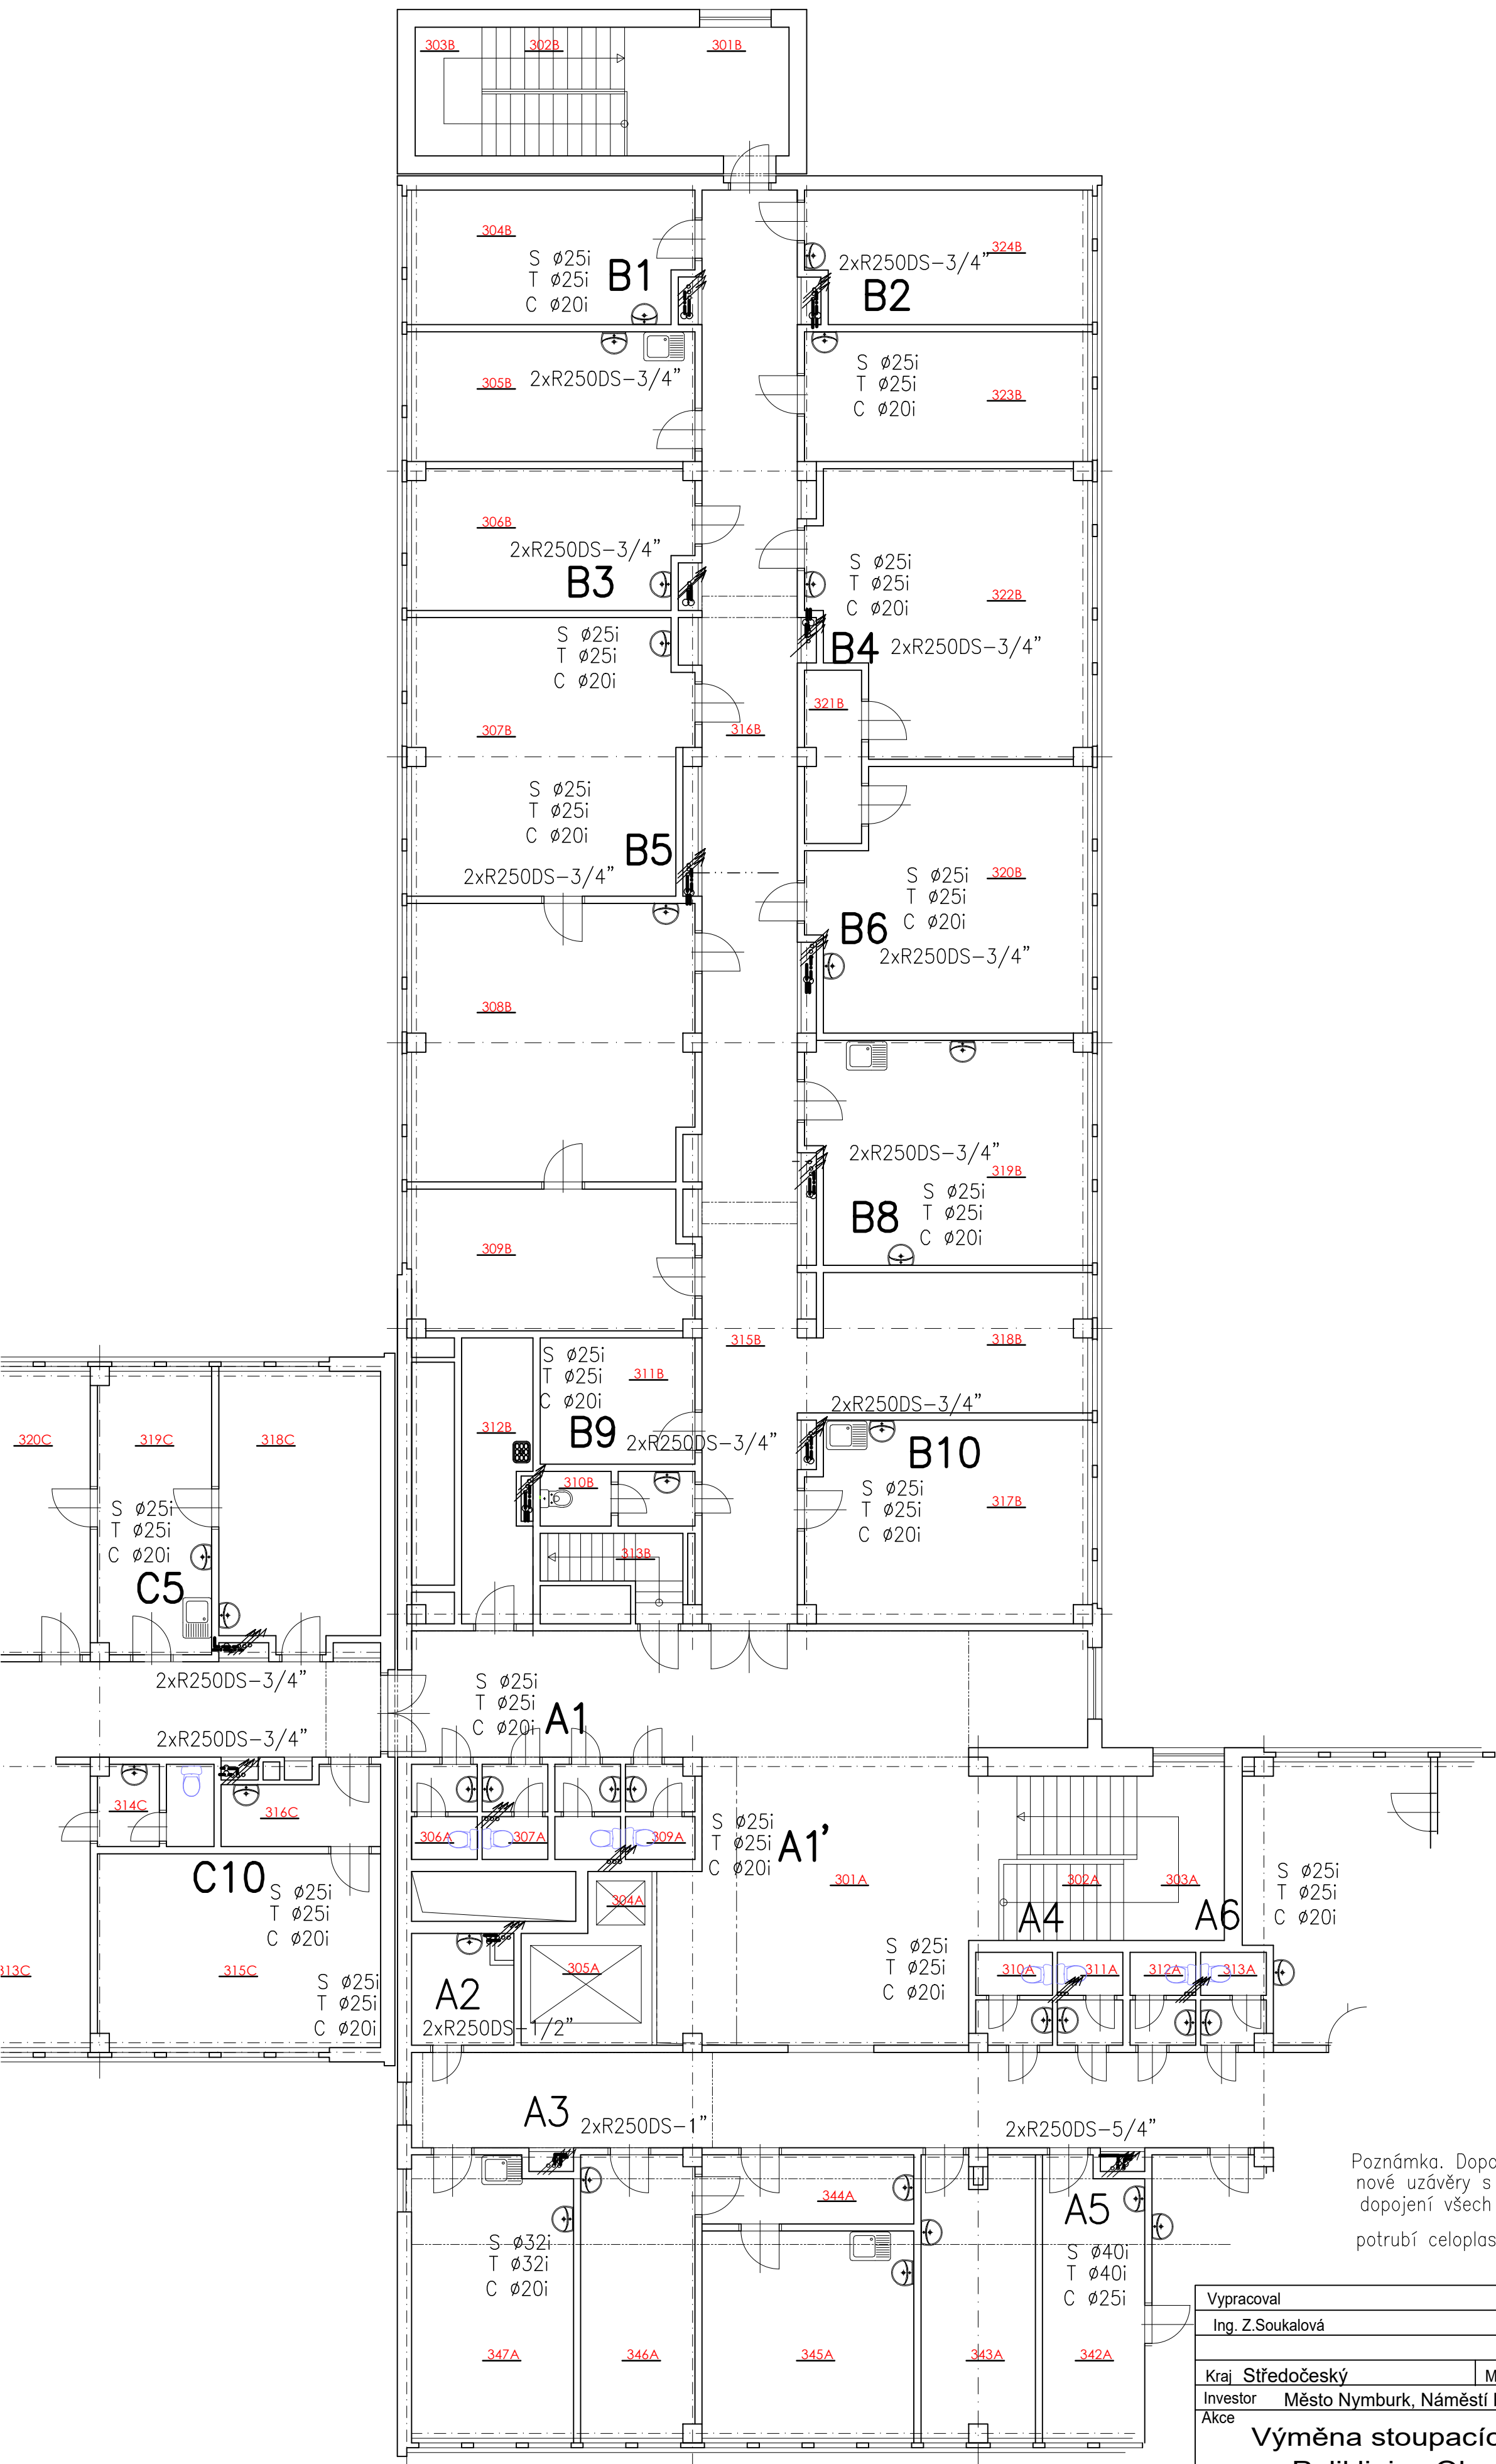 303B
302B
301B
304B
324B
S ø25i
T ø25i
C ø20i
B1
2xR250DS-3/4"
B2
305B
2xR250DS-3/4"
S ø25i
T ø25i
C ø20i
323B
306B
2xR250DS-3/4"
B3
S ø25i
T ø25i
C ø20i
322B
S ø25i
T ø25i
C ø20i
B4
2xR250DS-3/4"
321B
307B
316B
S ø25i
T ø25i
C ø20i
B5
2xR250DS-3/4"
S ø25i
T ø25i
C ø20i
320B
B6
2xR250DS-3/4"
308B
2xR250DS-3/4"
319B
S ø25i
T ø25i
C ø20i
B8
309B
315B
318B
S ø25i
T ø25i
C ø20i
311B
2xR250DS-3/4"
312B
B9
2xR250DS-3/4"
B10
310B
S ø25i
T ø25i
C ø20i
317B
313B
320C
319C
318C
S ø25i
T ø25i
C ø20i
C5
2xR250DS-3/4"
2xR250DS-3/4"
S ø25i
T ø25i
C ø20i
A1
314C
316C
306A
307A
309A
S ø25i
T ø25i
C ø20i
A1'
C10
S ø25i
T ø25i
C ø20i
304A
301A
302A
303A
S ø25i
T ø25i
C ø20i
A4
A6
313C
315C
S ø25i
T ø25i
C ø20i
305A
S ø25i
T ø25i
C ø20i
310A
311A
312A
313A
A2
2xR250DS-1/2"
A3
2xR250DS-1"
2xR250DS-5/4"
344A
A5
S ø32i
T ø32i
C ø20i
S ø40i
T ø40i
C ø25i
347A
346A
345A
343A
342A
Poznámka. Dopo
nové uzávěry s
dopojení všech
potrubí celoplas
Vypracoval
Ing. Z.Soukalová
Kraj Středočeský
M
Investor Město Nymburk, Náměstí
Akce
Výměna stoupacíc